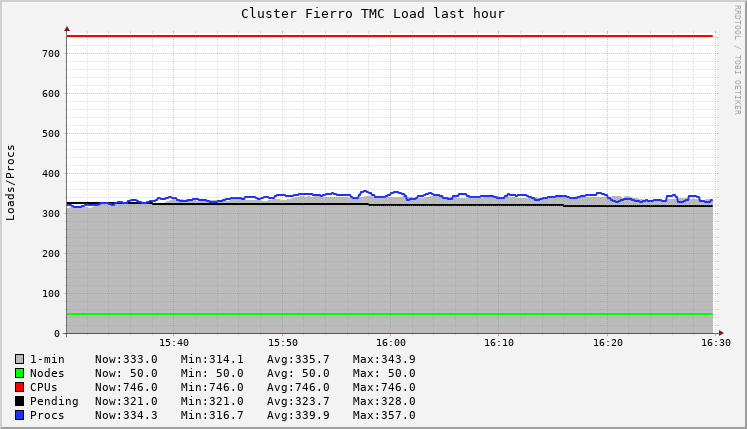 Cluster Fierro TMC Load last hour
RRDTOOL / TOBI OETIKER
Loads/Procs
700
600
500
400
300
200
100
0
15:40 15:50 16:00 16:10 16:20 16:30
1-min Now:333.0 Min:314.1 Avg:335.7 Max:343.9
Nodes Now: 50.0 Min: 50.0 Avg: 50.0 Max: 50.0
CPUs Now:746.0 Min:746.0 Avg:746.0 Max:746.0
Pending Now:321.0 Min:321.0 Avg:323.7 Max:328.0
Procs Now:334.3 Min:316.7 Avg:339.9 Max:357.0